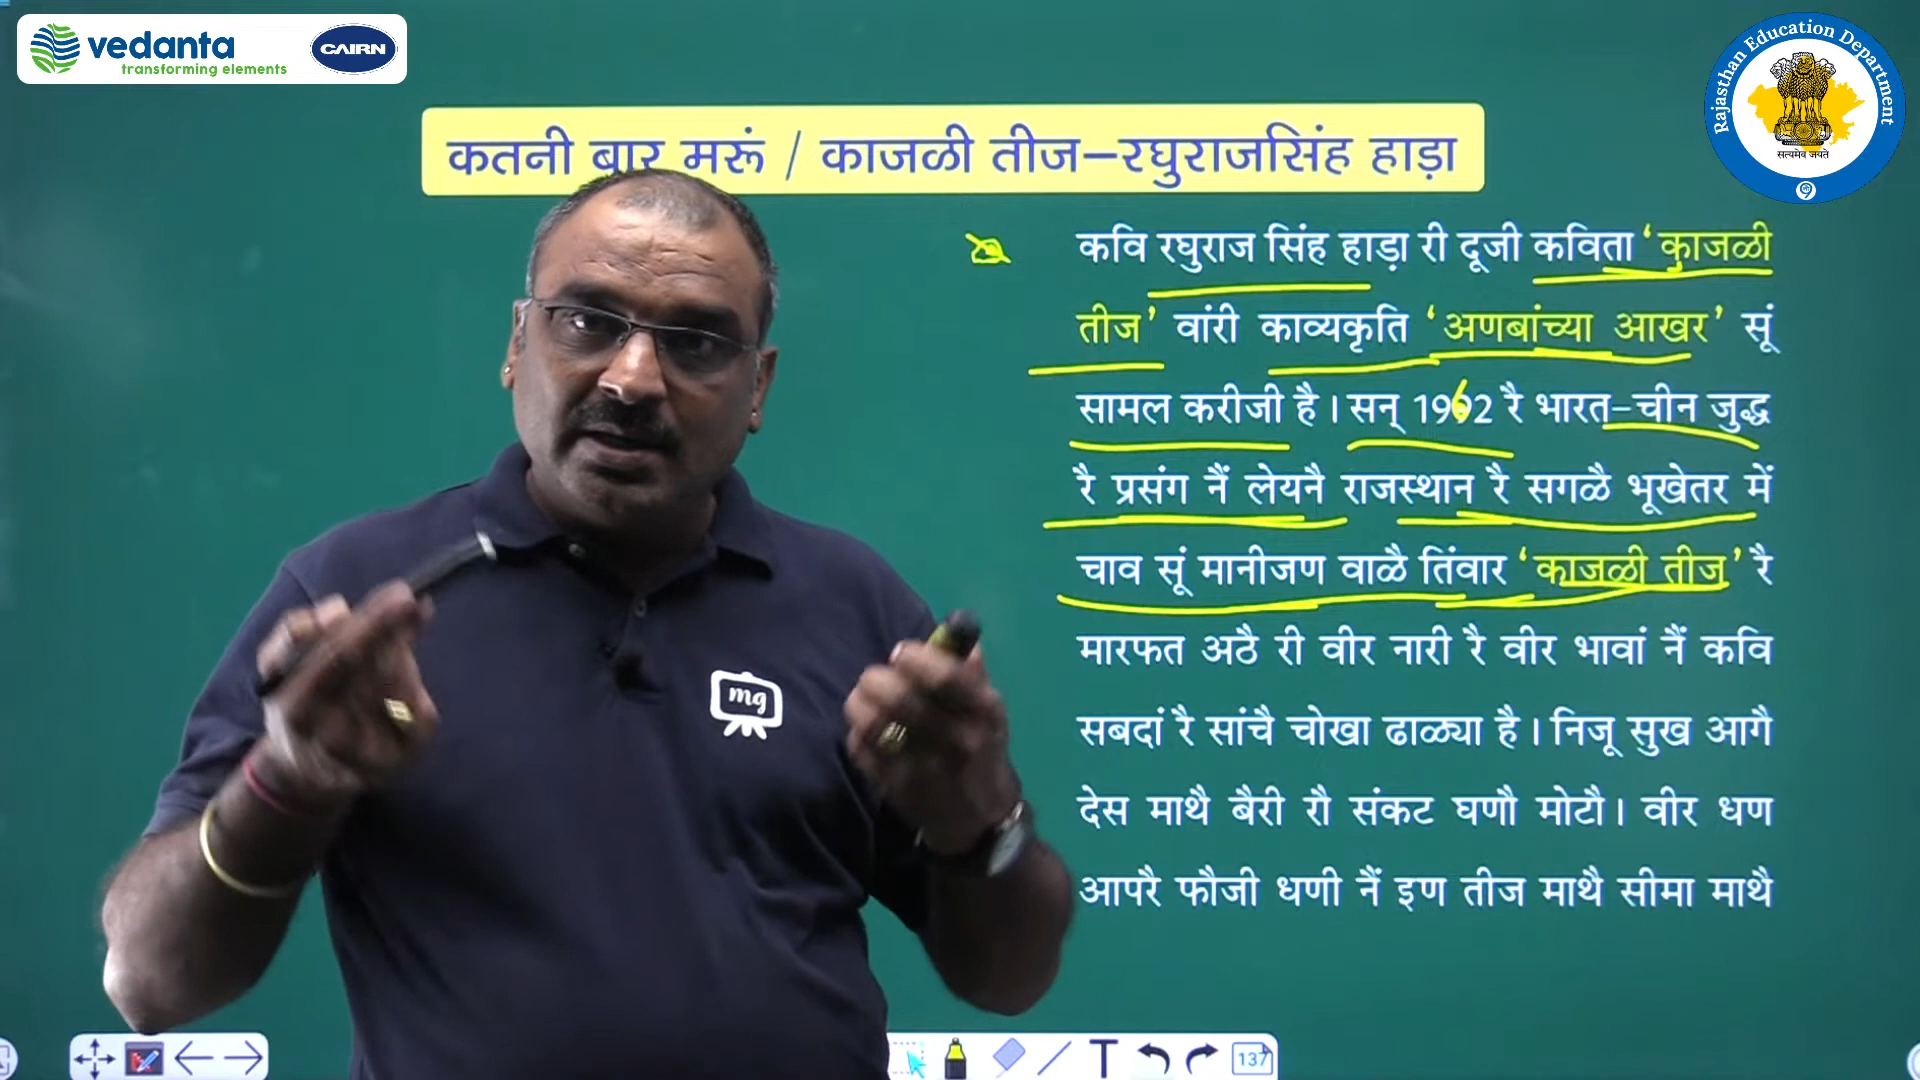 vedanta
transforming elements
CAIRN
Rajasthan Education Department
सत्यमेव जयते
कतनी बार मरूं / काजळी तीज–रघुराजसिंह हाड़ा
कवि रघुराज सिंह हाड़ा री दूजी कविता ‘काजळी
तीज’ वांरी काव्यकृति ‘अणबांच्या आखर’ सूं
सामल करीजी है। सन् 1962 रै भारत–चीन जुद्ध
रै प्रसंग नैं लेयनै राजस्थान रै सगळै भूखेतर में
चाव सूं मानीजण वाळै तिंवार ‘काजळी तीज’ रै
मारफत अठै री वीर नारी रै वीर भावां नैं कवि
सबदां रै सांचै चोखा ढाळ्या है। निजू सुख आगै
देस माथै बैरी रौ संकट घणौ मोटौ। वीर धण
आपरै फौजी धणी नैं इण तीज माथै सीमा माथै
mg
T
137